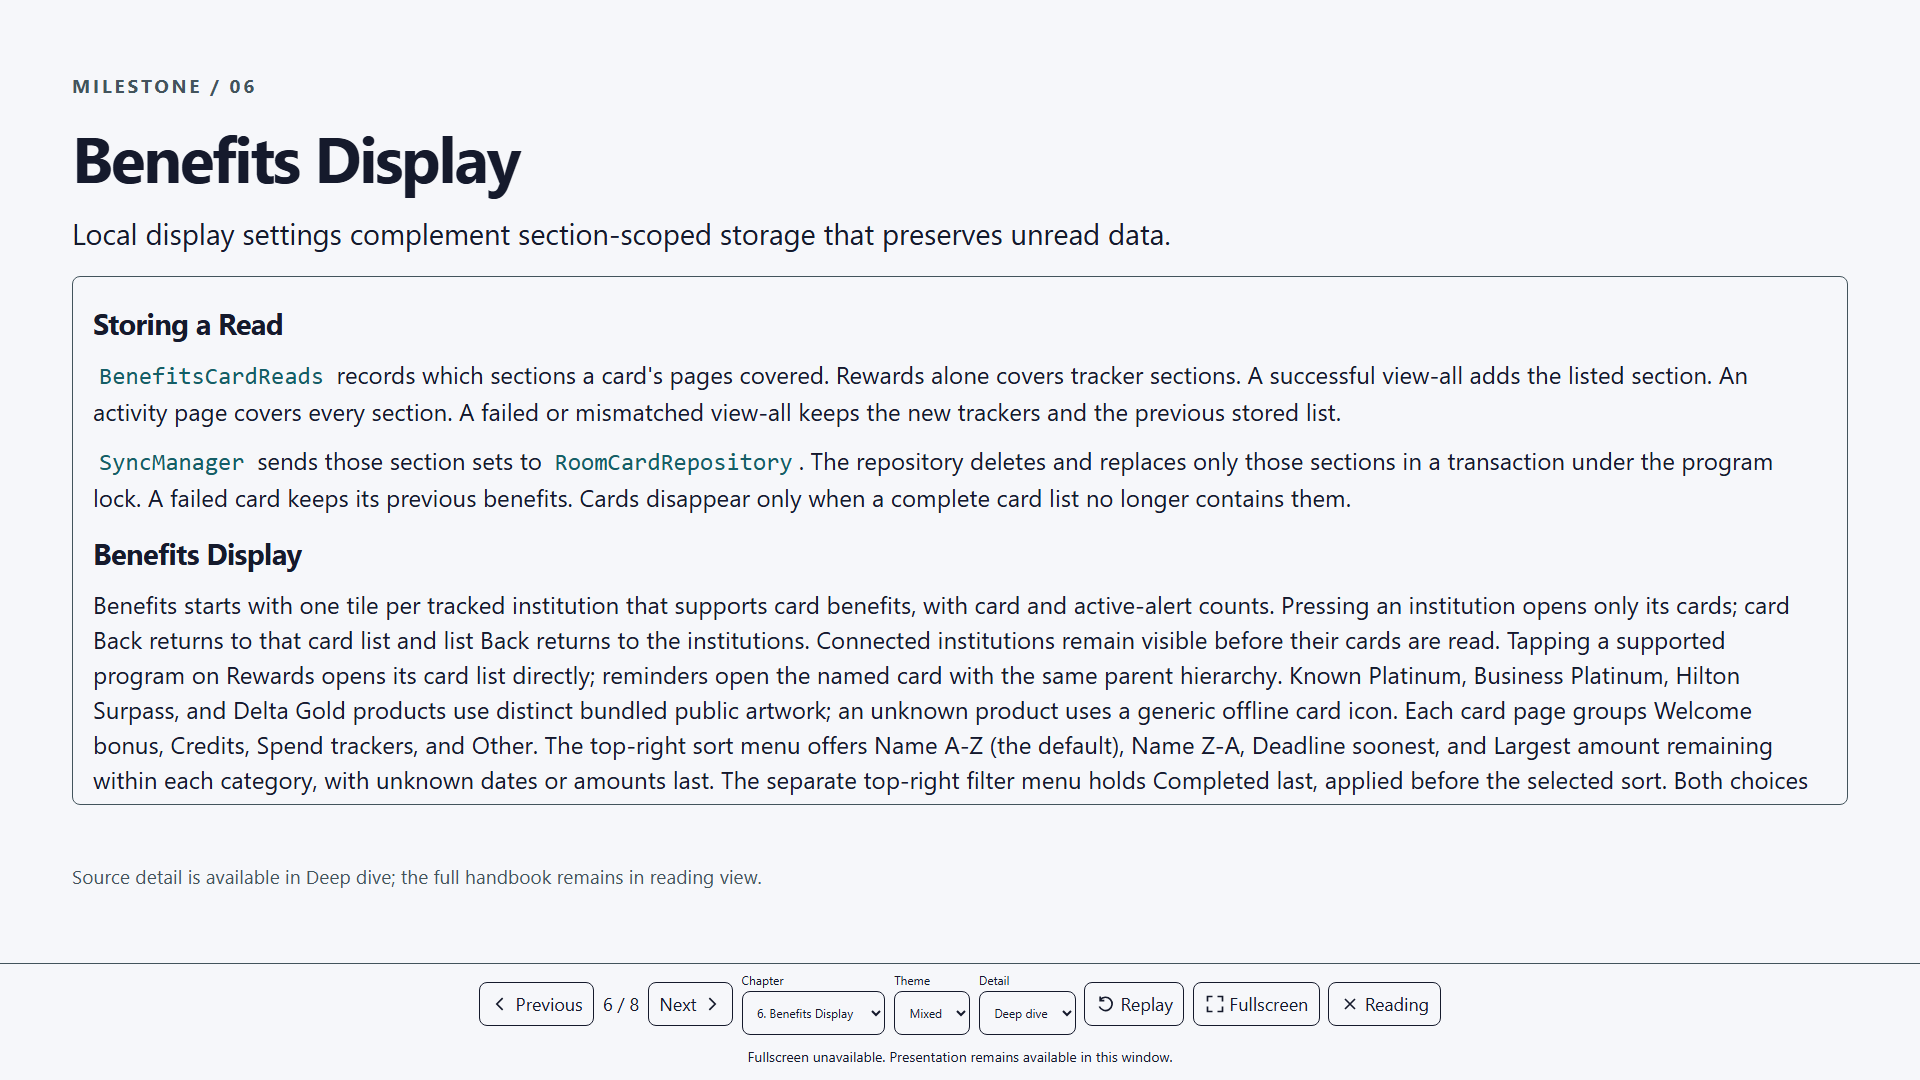 MILESTONE / 06
Benefits Display
Local display settings complement section-scoped storage that preserves unread data.
Storing a Read
BenefitsCardReads records which sections a card's pages covered. Rewards alone covers tracker sections. A successful view-all adds the listed section. An
activity page covers every section. A failed or mismatched view-all keeps the new trackers and the previous stored list.
SyncManager sends those section sets to RoomCardRepository. The repository deletes and replaces only those sections in a transaction under the program
lock. A failed card keeps its previous benefits. Cards disappear only when a complete card list no longer contains them.
Benefits Display
Benefits starts with one tile per tracked institution that supports card benefits, with card and active-alert counts. Pressing an institution opens only its cards; card
Back returns to that card list and list Back returns to the institutions. Connected institutions remain visible before their cards are read. Tapping a supported
program on Rewards opens its card list directly; reminders open the named card with the same parent hierarchy. Known Platinum, Business Platinum, Hilton
Surpass, and Delta Gold products use distinct bundled public artwork; an unknown product uses a generic offline card icon. Each card page groups Welcome
bonus, Credits, Spend trackers, and Other. The top-right sort menu offers Name A-Z (the default), Name Z-A, Deadline soonest, and Largest amount remaining
within each category, with unknown dates or amounts last. The separate top-right filter menu holds Completed last, applied before the selected sort. Both choices
Source detail is available in Deep dive; the full handbook remains in reading view.
Chapter Theme Detail
Previous 6 / 8 Next 6. Benefits Display Mixed Deep dive Replay Fullscreen Reading
Fullscreen unavailable. Presentation remains available in this window.